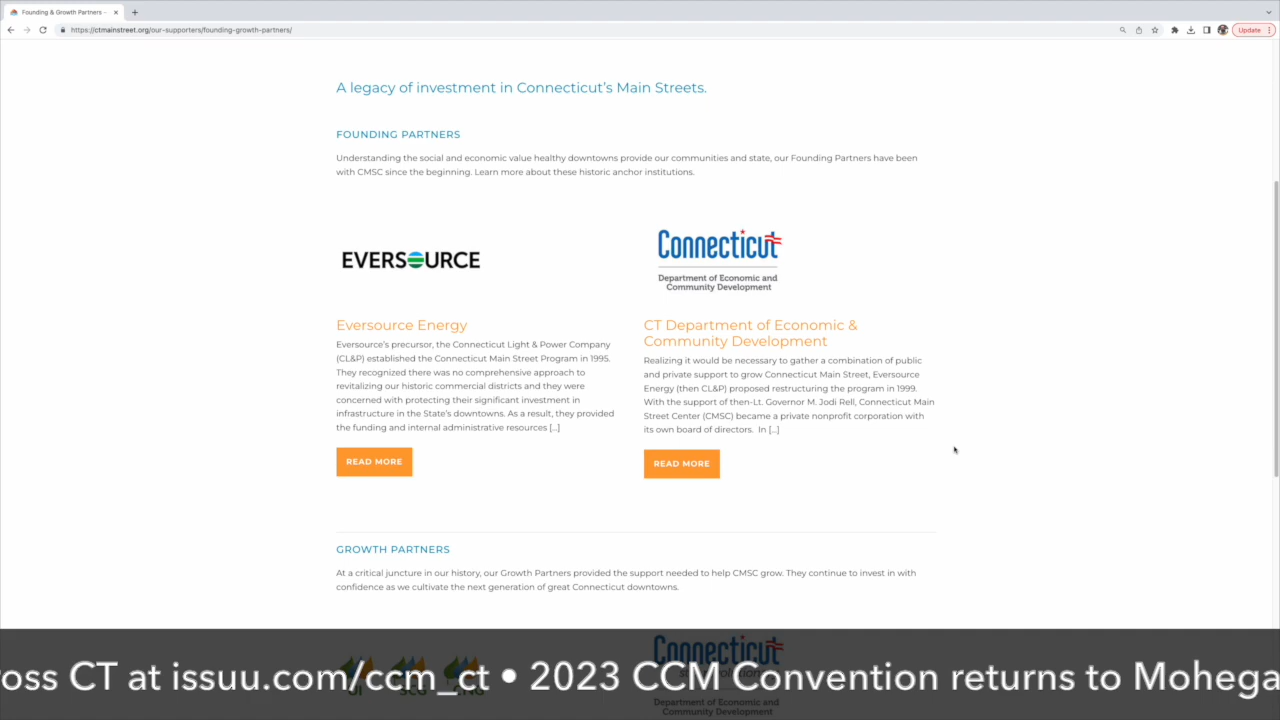 Founding & Growth Partners -
https://ctmainstreet.org/our-supporters/founding-growth-partners/
Update
A legacy of investment in Connecticut's Main Streets.
FOUNDING PARTNERS
Understanding the social and economic value healthy downtowns provide our communities and state, our Founding Partners have been
with CMSC since the beginning. Learn more about these historic anchor institutions.
EVERSOURCE
Connecticut
Department of Economic and
Community Development
Eversource Energy
Eversource's precursor, the Connecticut Light & Power Company
(CL&P) established the Connecticut Main Street Program in 1995.
They recognized there was no comprehensive approach to
revitalizing our historic commercial districts and they were
concerned with protecting their significant investment in
infrastructure in the State's downtowns. As a result, they provided
the funding and internal administrative resources [...]
READ MORE
CT Department of Economic &
Community Development
Realizing it would be necessary to gather a combination of public
and private support to grow Connecticut Main Street, Eversource
Energy (then CL&P) proposed restructuring the program in 1999.
With the support of then-Lt. Governor M. Jodi Rell, Connecticut Main
Street Center (CMSC) became a private nonprofit corporation with
its own board of directors. In [...]
READ MORE
GROWTH PARTNERS
At a critical juncture in our history, our Growth Partners provided the support needed to help CMSC grow. They continue to invest in with
confidence as we cultivate the next generation of great Connecticut downtowns.
Connecticut
oss CT at issuu.com/ccm_ct • 2023 CCM Convention returns to Mohega
Department of Economic and
Community Development